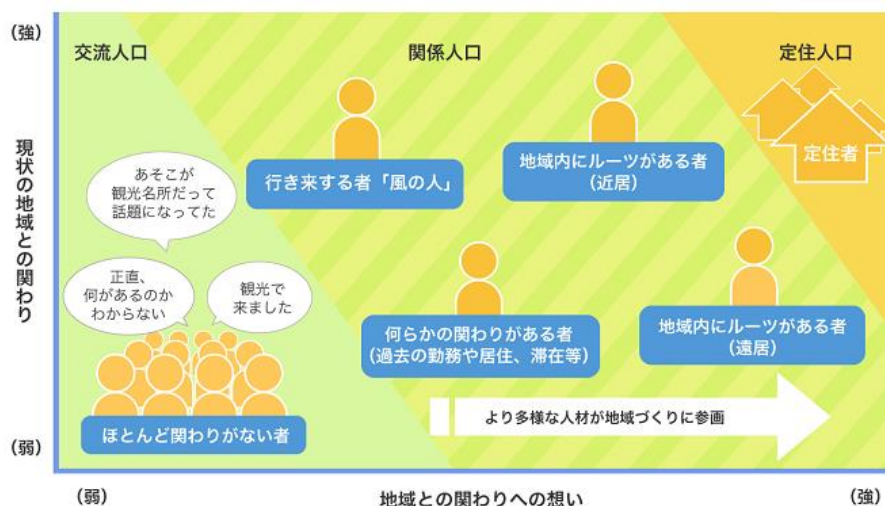 （強）
交流人口
関係人口
定住人口
現状の地域との関わり
あそこが
観光名所だって
話題になってた
行き来する者「風の人」
地域内にルーツがある者
（近居）
定住者
正直、
何があるのか
わからない
観光で
来ました
何らかの関わりがある者
（過去の勤務や居住、滞在等）
地域内にルーツがある者
（遠居）
より多様な人材が地域づくりに参画
ほとんど関わりがない者
（弱）
（弱）
地域との関わりへの想い
（強）